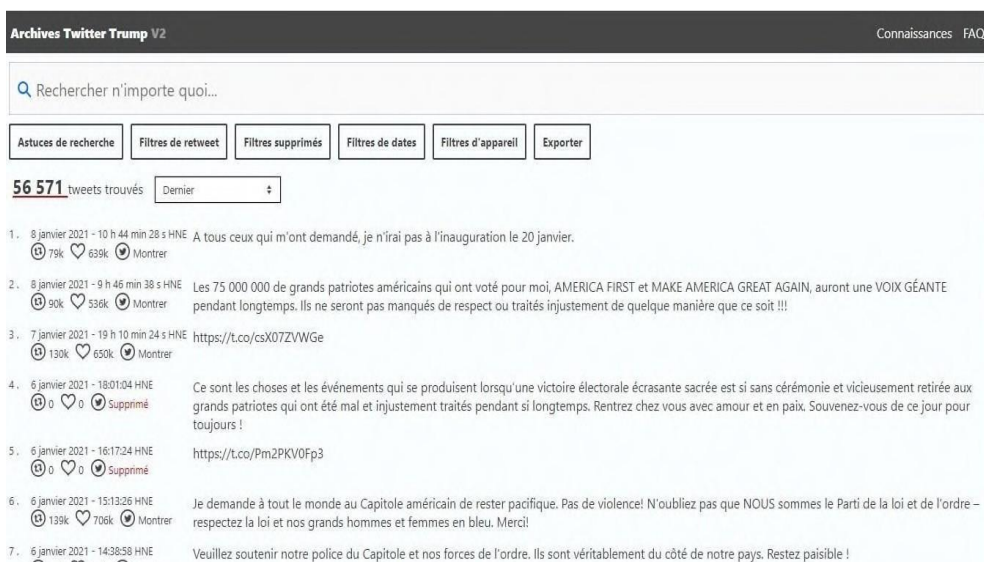 Archives Twitter Trump V2 Connaissances FAQ
Rechercher n'importe quoi...
Astuces de recherche Filtres de retweet Filtres supprimés Filtres de dates Filtres d'appareil Exporter
56 571 tweets trouvés Dernier
1. 8 janvier 2021 - 10 h 44 min 28 s HNE A tous ceux qui m'ont demandé, je n'irai pas à l'inauguration le 20 janvier.
79k 639k Montrer
2. 8 janvier 2021 - 9 h 46 min 38 s HNE Les 75 000 000 de grands patriotes américains qui ont voté pour moi, AMERICA FIRST et MAKE AMERICA GREAT AGAIN, auront une VOIX GÉANTE
90k 536k Montrer pendant longtemps. Ils ne seront pas manqués de respect ou traités injustement de quelque manière que ce soit !!!
3. 7 janvier 2021 - 19 h 10 min 24 s HNE https://t.co/csX07ZVWGe
130k 650k Montrer
4. 6 janvier 2021 - 18:01:04 HNE Ce sont les choses et les événements qui se produisent lorsqu'une victoire électorale écrasante sacrée est si sans cérémonie et vicieusement retirée aux
0 0 Supprimé grands patriotes qui ont été mal et injustement traités pendant si longtemps. Rentrez chez vous avec amour et en paix. Souvenez-vous de ce jour pour
toujours !
5. 6 janvier 2021 - 16:17:24 HNE https://t.co/Pm2PKV0Fp3
0 0 Supprimé
6. 6 janvier 2021 - 15:13:26 HNE Je demande à tout le monde au Capitole américain de rester pacifique. Pas de violence! N'oubliez pas que NOUS sommes le Parti de la loi et de l'ordre –
139k 706k Montrer respectez la loi et nos grands hommes et femmes en bleu. Merci!
7. 6 janvier 2021 - 14:38:58 HNE Veuillez soutenir notre police du Capitole et nos forces de l'ordre. Ils sont véritablement du côté de notre pays. Restez paisible !